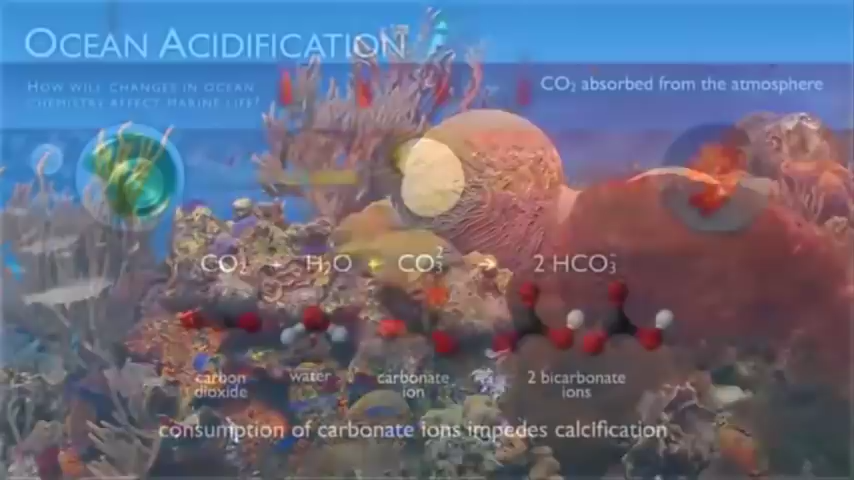 OCEAN ACIDIFICATION
HOW WILL CHANGES IN OCEAN
CHEMISTRY AFFECT MARINE LIFE?
CO₂ absorbed from the atmosphere
CO₂ + H₂O + CO₃²⁻ → 2 HCO₃⁻
carbon dioxide
water
carbonate ion
2 bicarbonate ions
consumption of carbonate ions impedes calcification